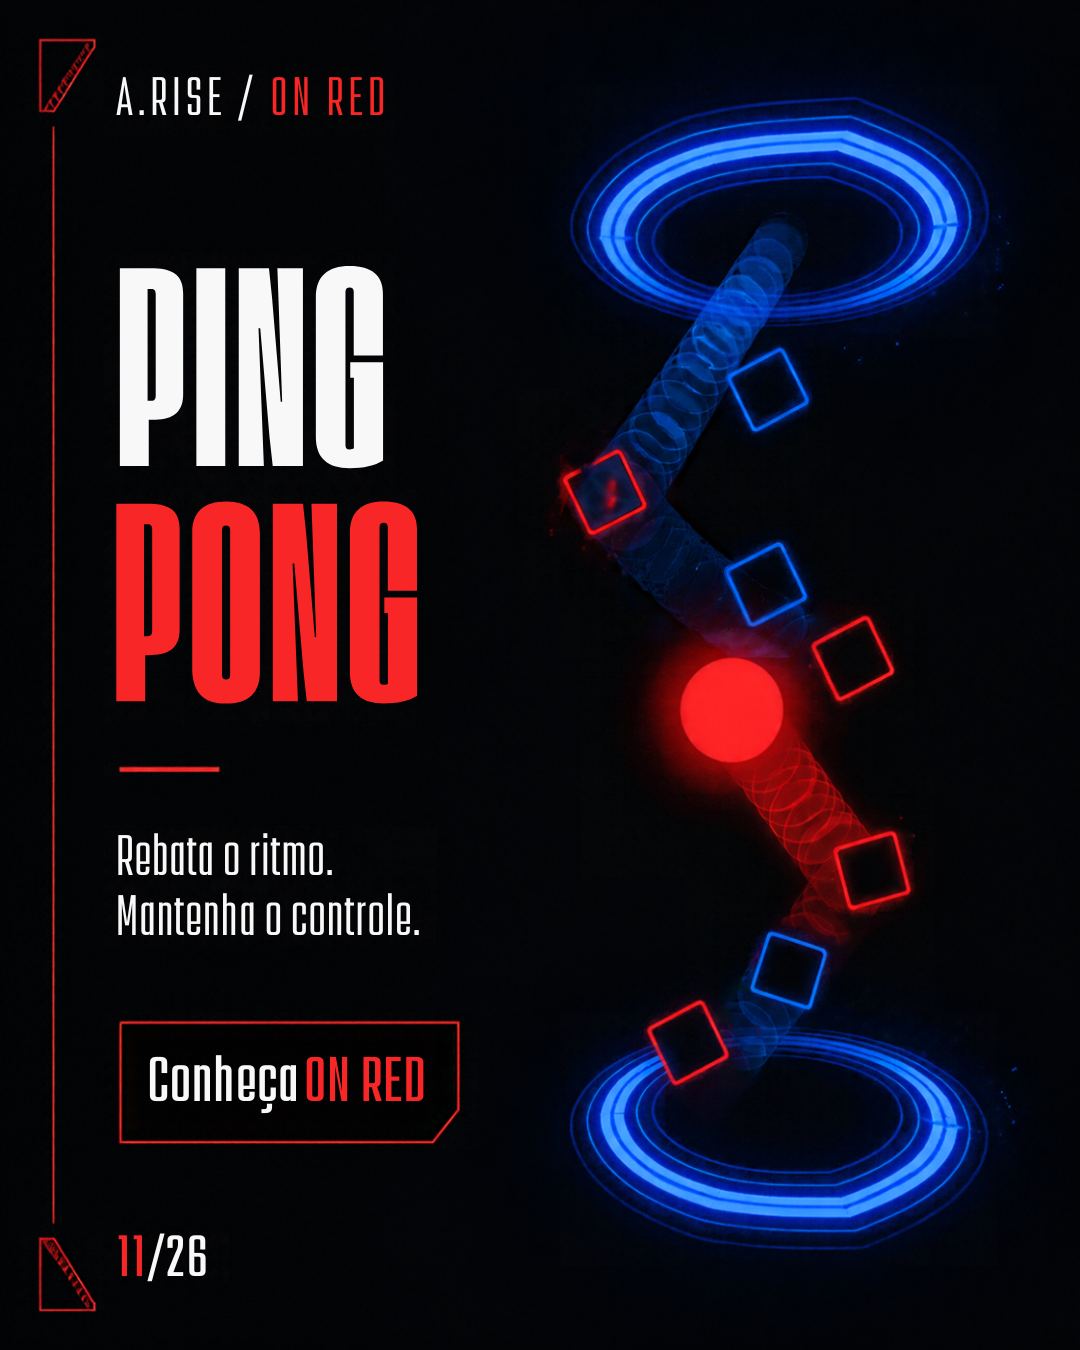 A.RISE / ON RED
PING
PONG
Rebata o ritmo.
Mantenha o controle.
Conheça ON RED
11/26